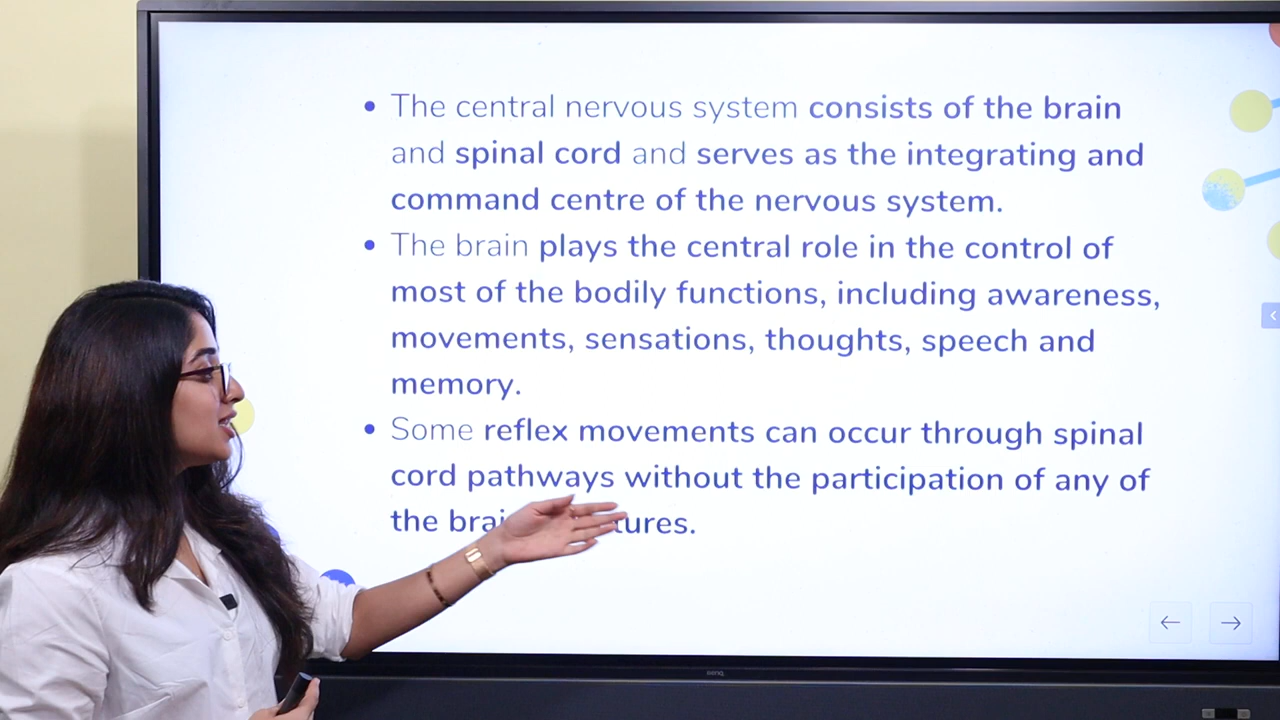 • The central nervous system consists of the brain
and spinal cord and serves as the integrating and
command centre of the nervous system.
• The brain plays the central role in the control of
most of the bodily functions, including awareness,
movements, sensations, thoughts, speech and
memory.
• Some reflex movements can occur through spinal
cord pathways without the participation of any of
the
BenQ